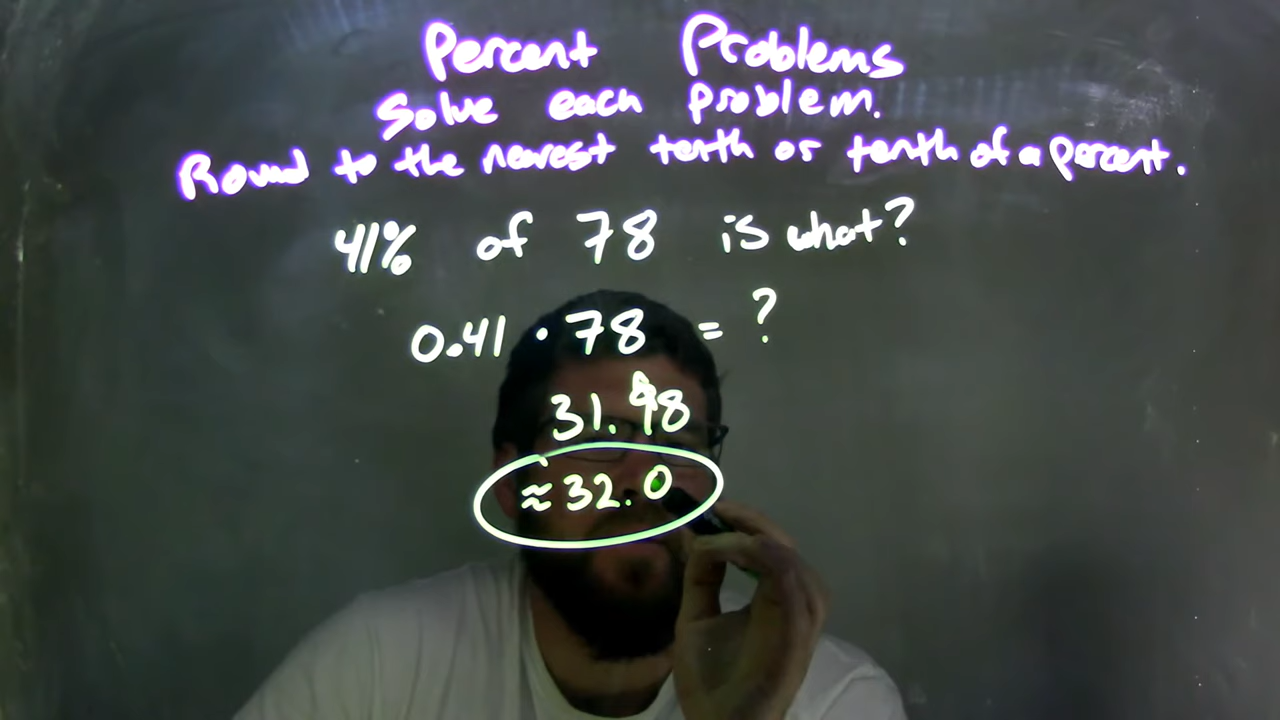 Percent Problems
Solve each problem.
Round to the nearest tenth or tenth of a percent.
41% of 78 is what?
0.41 · 78 = ?
31.98
≈ 32.0